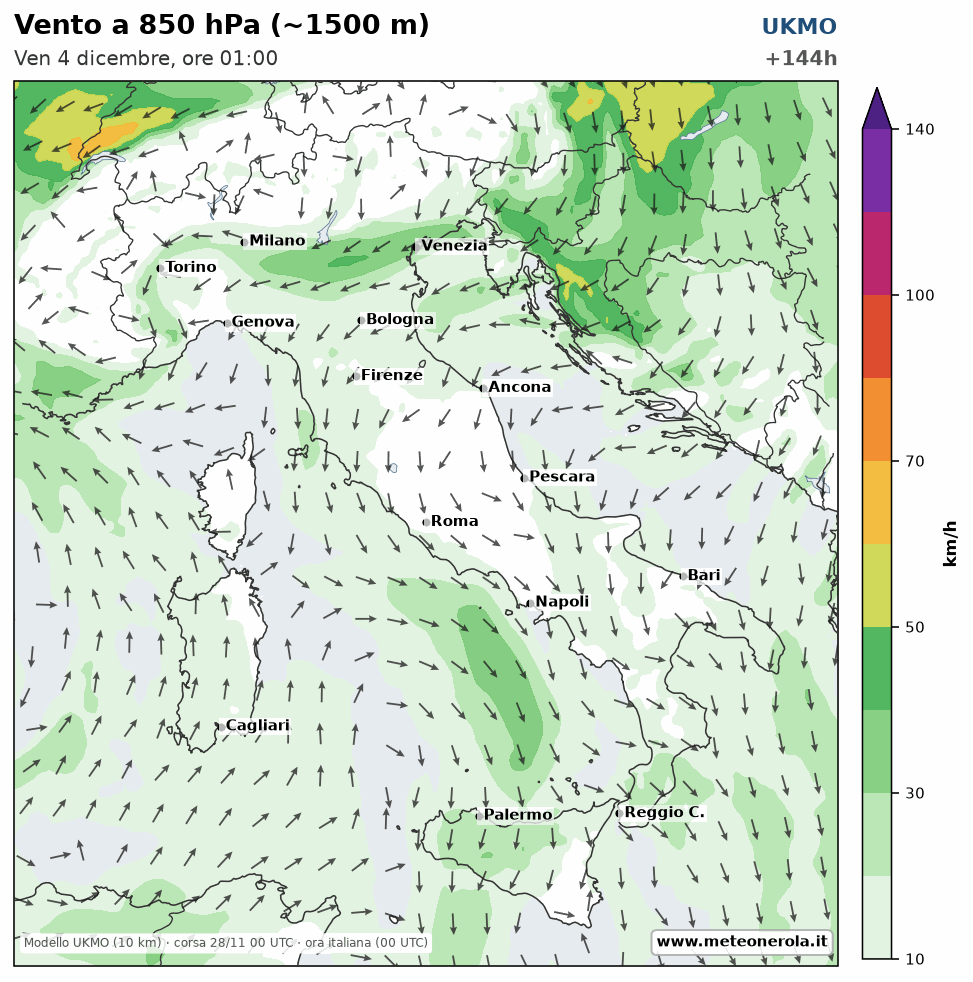 Vento a 850 hPa (~1500 m)
UKMO
Ven 4 dicembre, ore 01:00
+144h
140
100
70
50
30
10
km/h
Milano
Venezia
Torino
Genova
Bologna
Firenze
Ancona
Pescara
Roma
Bari
Napoli
Cagliari
Palermo
Reggio C.
Modello UKMO (10 km) · corsa 28/11 00 UTC · ora italiana (00 UTC)
www.meteonerola.it